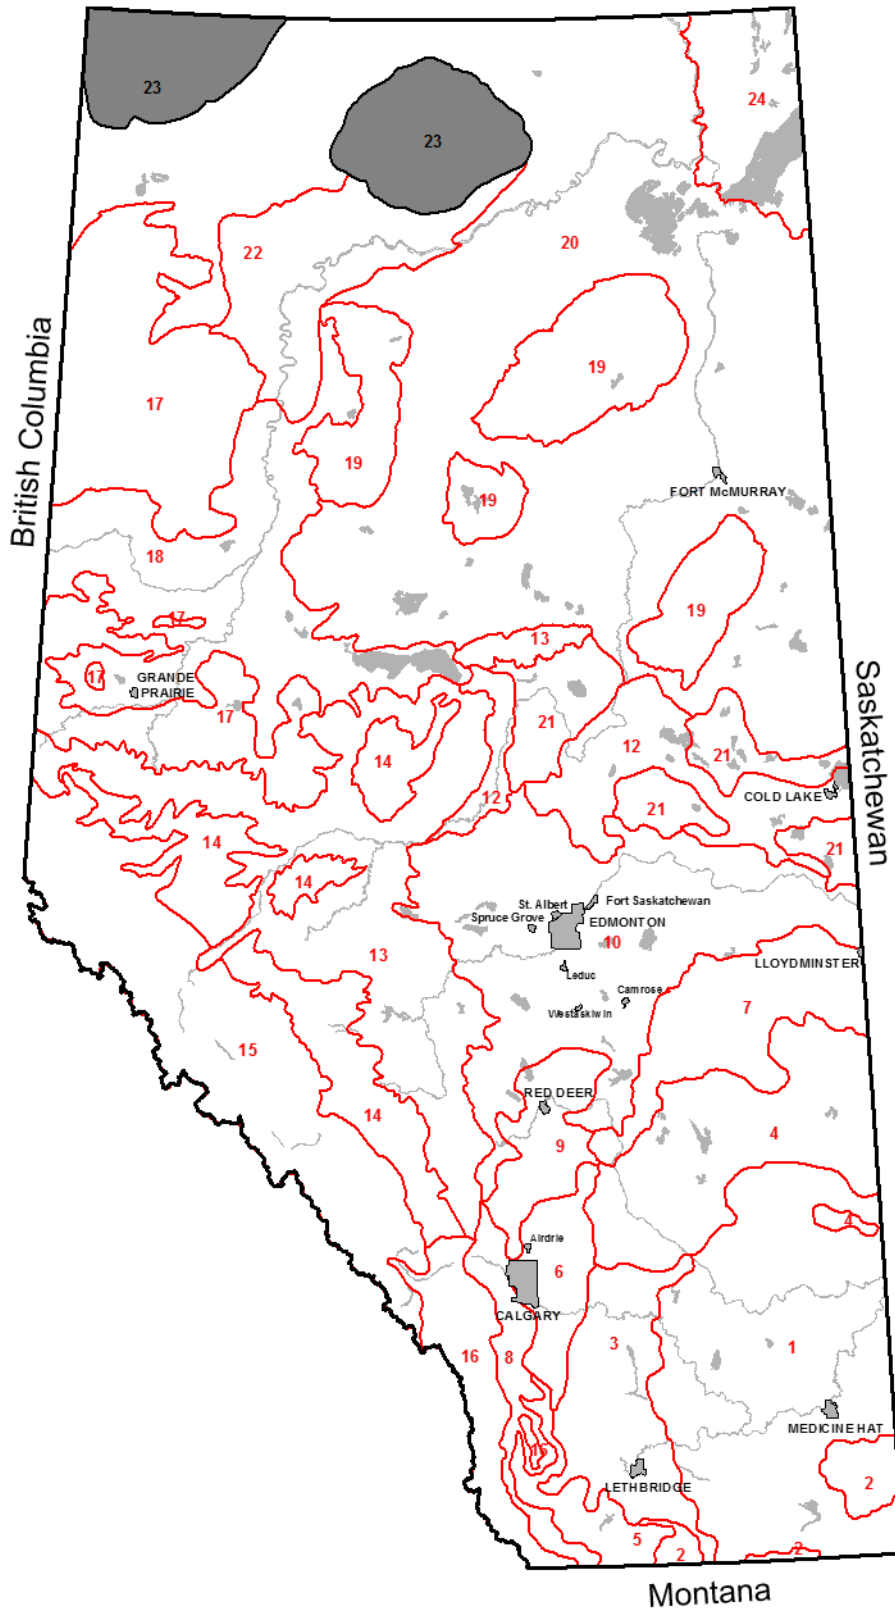 23
24
23
20
22
19
British Columbia
17
19
19
FORT McMURRAY
18
19
17
13
17
GRANDE
PRAIRIE
17
21
12
21
14
12
COLD LAKE
21
Saskatchewan
14
21
14
St. Albert
Fort Saskatchewan
Spruce Grove
EDMONTON
10
13
LLOYDMINSTER
Leduc
Camrose
7
Wetaskiwin
15
RED DEER
14
4
9
4
Airdrie
6
CALGARY
3
1
16
8
MEDICINE HAT
16
2
LETHBRIDGE
5
2
2
Montana